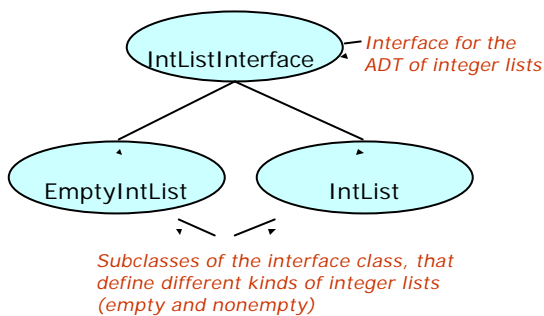 IntListInterface
Interface for the
ADT of integer lists
EmptyIntList
IntList
Subclasses of the interface class, that
define different kinds of integer lists
(empty and nonempty)